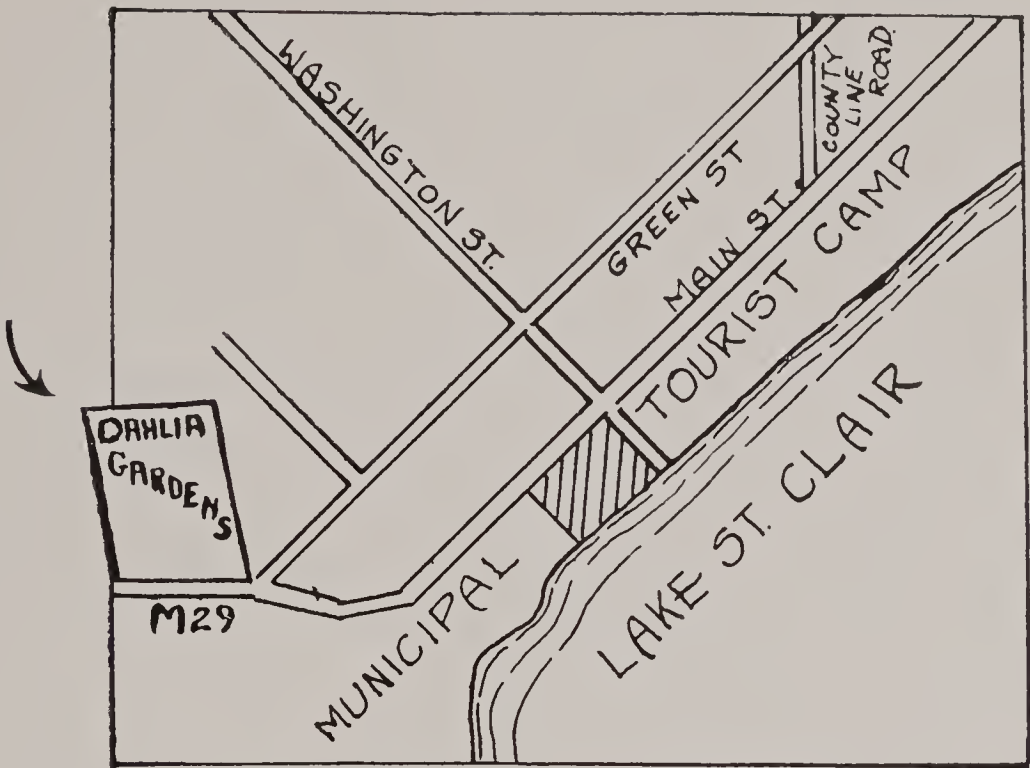 WASHINGTON ST.
GREEN ST
COUNTY
LINE
ROAD.
MAIN ST.
MUNICIPAL TOURIST CAMP
LAKE ST. CLAIR
DAHLIA
GARDENS
M29